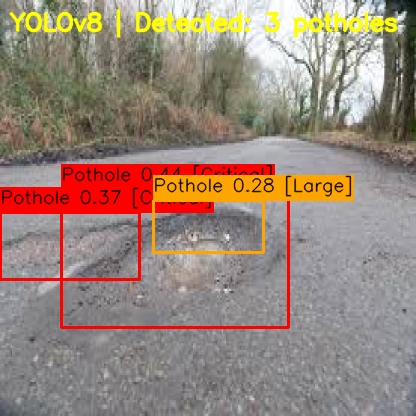 YOLOv8 | Detected: 3 potholes
Pothole 0.44 [Critical]
Pothole 0.28 [Large]
Pothole 0.37 [Critical]